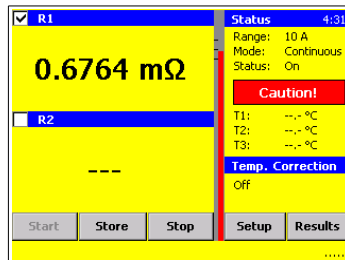 R1
0.6764 mΩ
R2
---
Status 4:31
Range: 10 A
Mode: Continuous
Status: On
Caution!
T1: --.- °C
T2: --.- °C
T3: --.- °C
Temp. Correction
Off
Start Store Stop Setup Results
.....